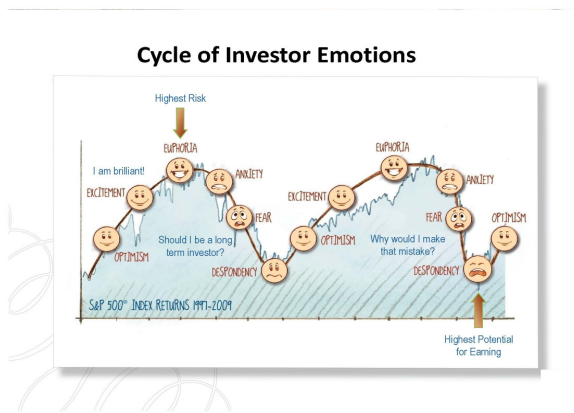 Cycle of Investor Emotions
Highest Risk
EUPHORIA
I am brilliant!
ANXIETY
EXCITEMENT
FEAR
OPTIMISM
Should I be a long
term investor?
DESPONDENCY
EUPHORIA
ANXIETY
EXCITEMENT
FEAR
OPTIMISM
OPTIMISM
Why would I make
that mistake?
DESPONDENCY
S&P 500® INDEX RETURNS 1997-2009
Highest Potential
for Earning